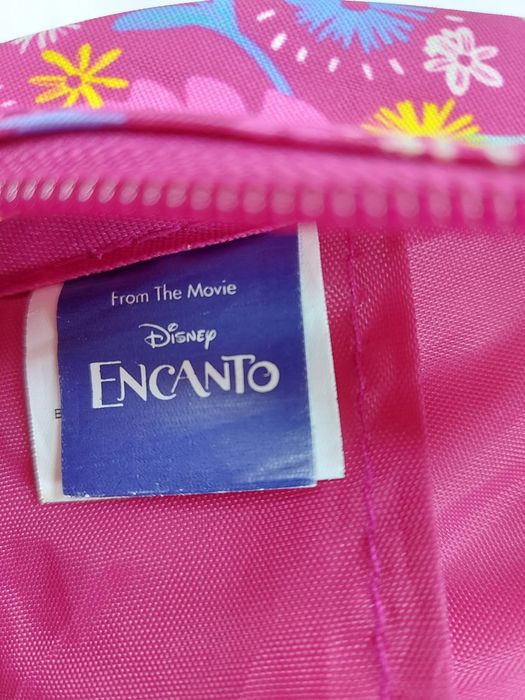 From The Movie
Disney
ENCANTO